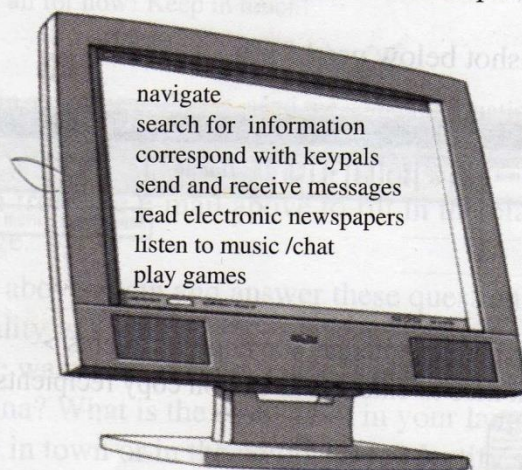 navigate
search for information
correspond with keypals
send and receive messages
read electronic newspapers
listen to music /chat
play games